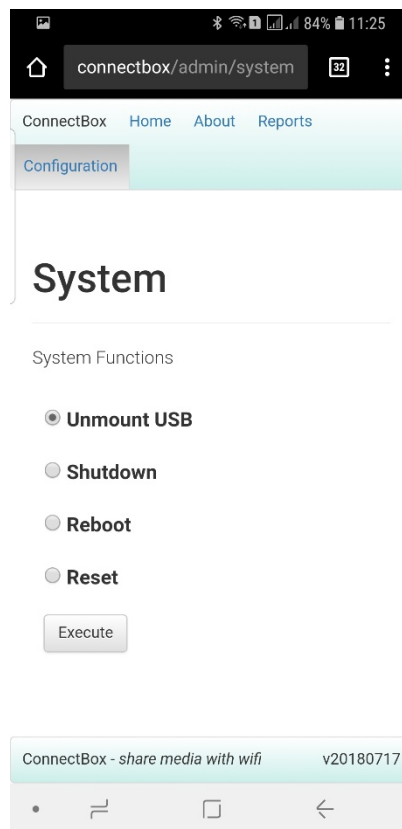 1 84% 11:25
connectbox/admin/system 32
ConnectBox Home About Reports
Configuration
System
System Functions
Unmount USB
Shutdown
Reboot
Reset
Execute
ConnectBox - share media with wifi v20180717